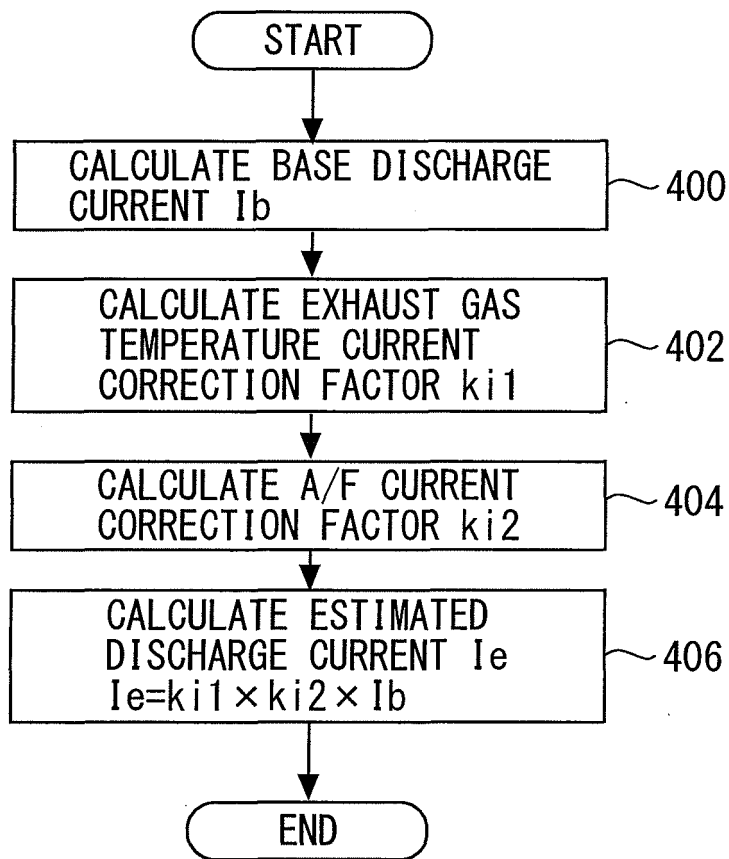 START
CALCULATE BASE DISCHARGE
CURRENT Ib
400
CALCULATE EXHAUST GAS
TEMPERATURE CURRENT
CORRECTION FACTOR ki1
402
CALCULATE A/F CURRENT
CORRECTION FACTOR ki2
404
CALCULATE ESTIMATED
DISCHARGE CURRENT Ie
Ie=ki1×ki2×Ib
406
END